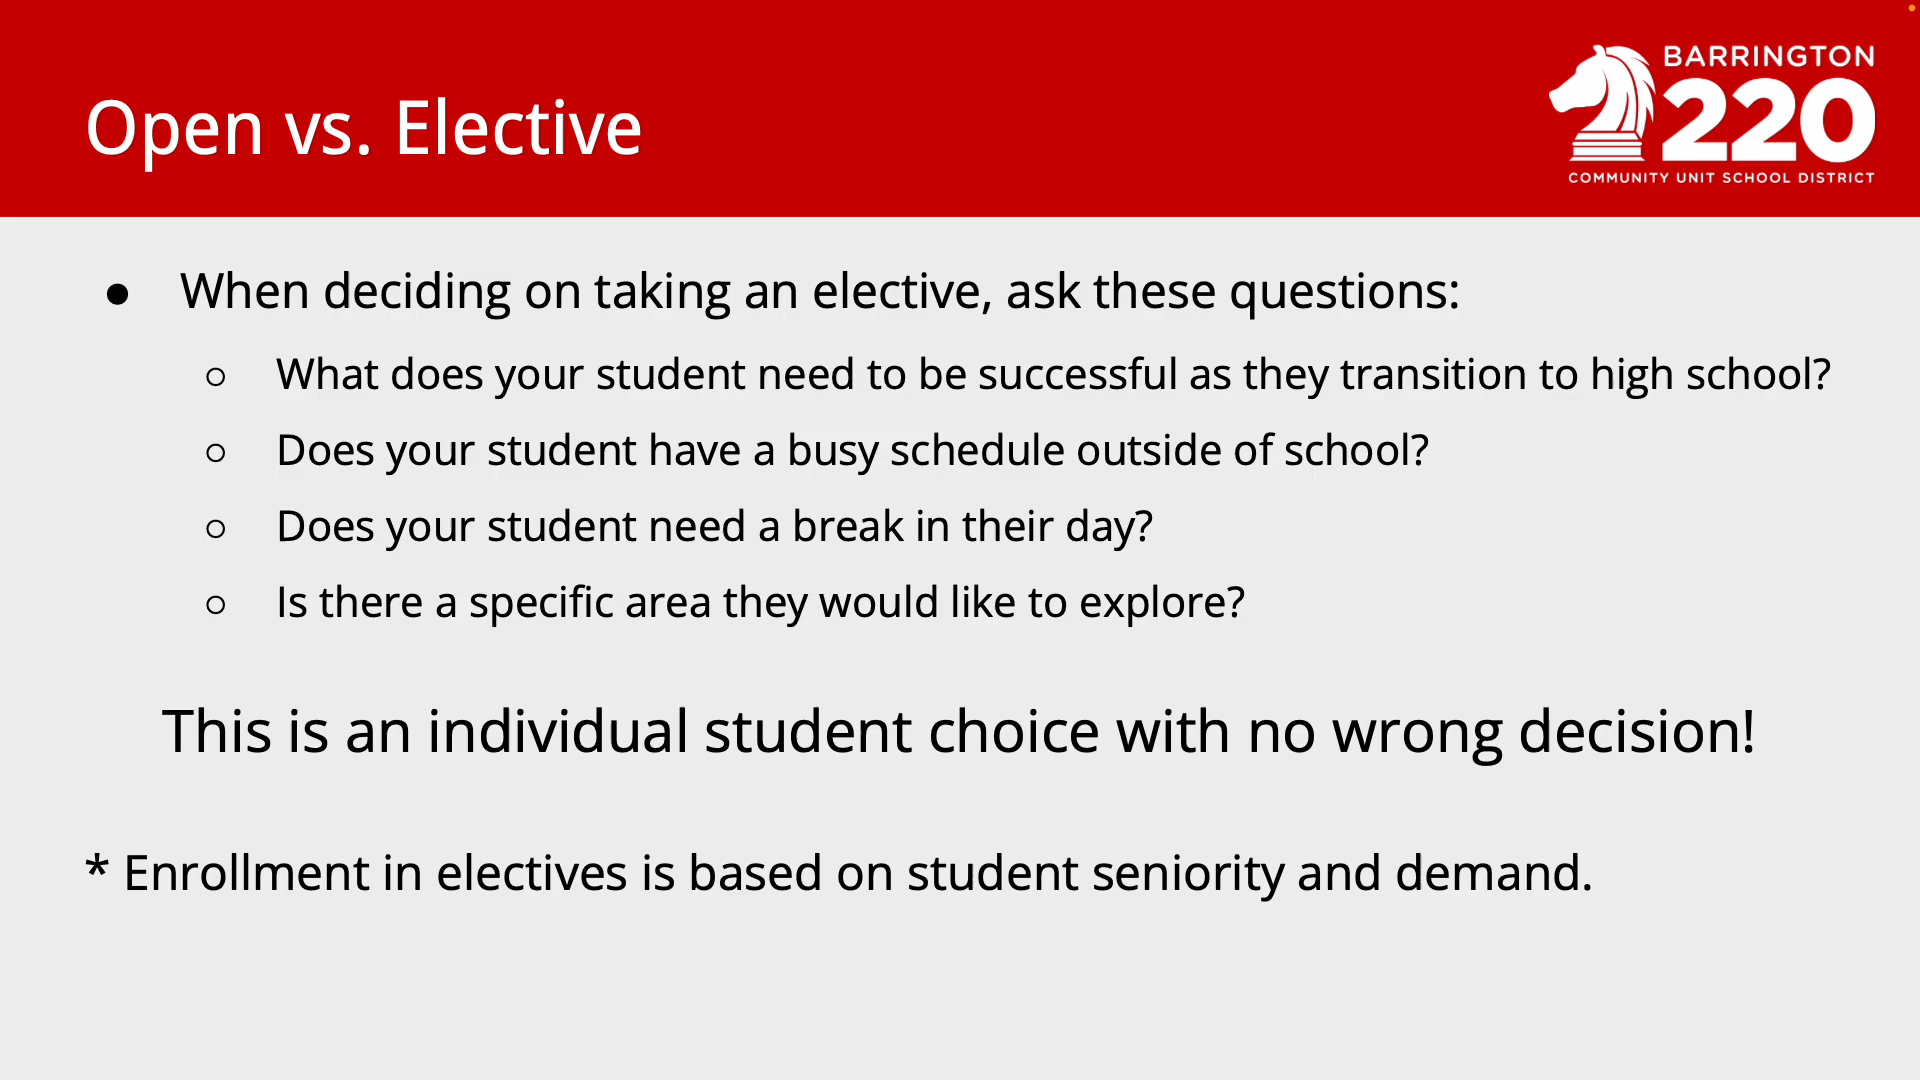 Open vs. Elective
BARRINGTON
220
COMMUNITY UNIT SCHOOL DISTRICT
● When deciding on taking an elective, ask these questions:
○ What does your student need to be successful as they transition to high school?
○ Does your student have a busy schedule outside of school?
○ Does your student need a break in their day?
○ Is there a specific area they would like to explore?
This is an individual student choice with no wrong decision!
* Enrollment in electives is based on student seniority and demand.